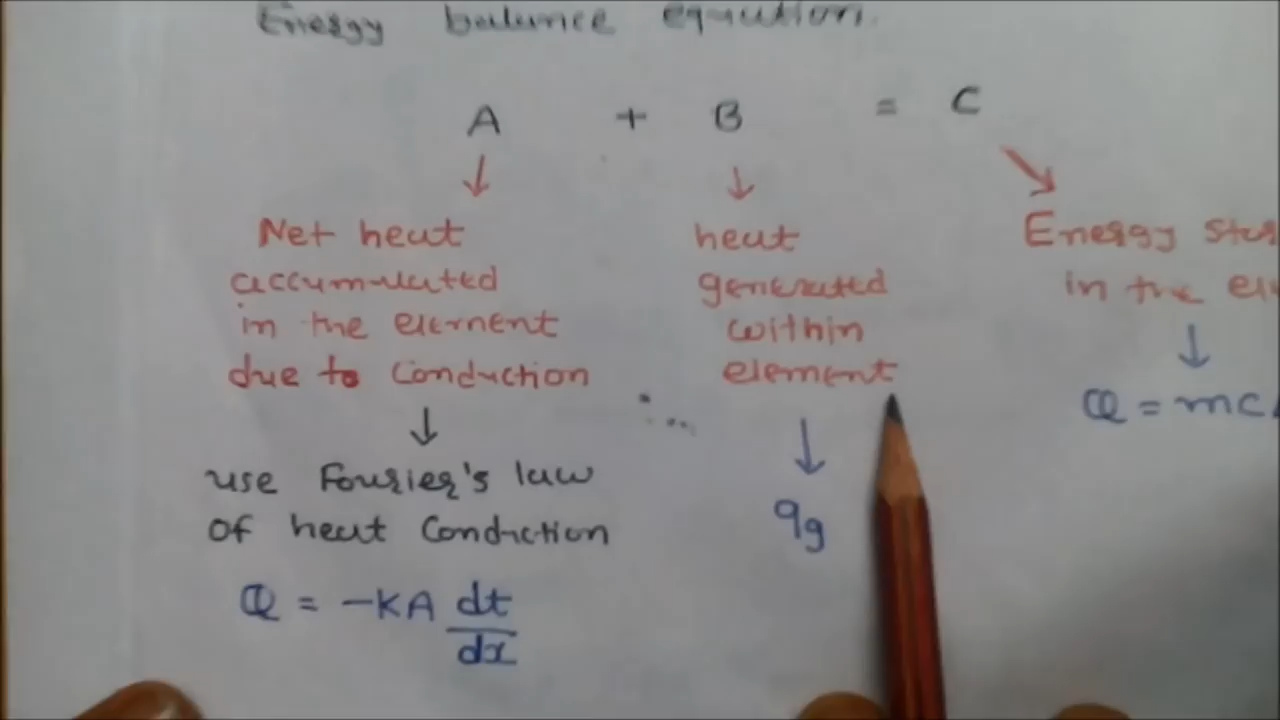 Energy balance equation.
A + B = C
Net heat
accumulated
in the element
due to conduction
use Fourier's law
of heat Conduction
Q = -KA dt/dx
heat
generated
within
element
qg
Energy
in the
Q = mc